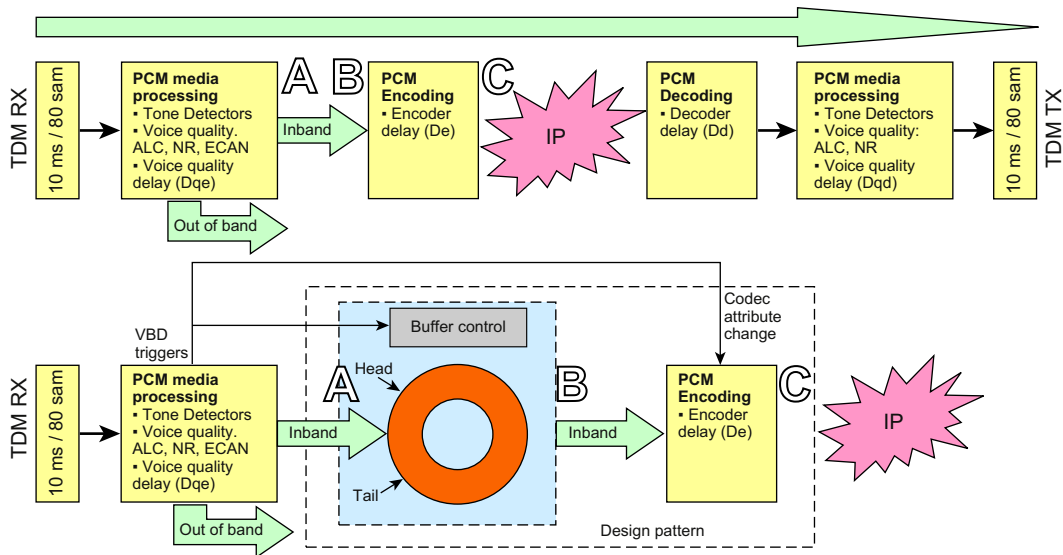 TDM RX
10 ms / 80 sam
PCM media
processing
▪ Tone Detectors
▪ Voice quality.
ALC, NR, ECAN
▪ Voice quality
delay (Dqe)
Out of band
A
Inband
B
PCM
Encoding
▪ Encoder
delay (De)
C
IP
PCM
Decoding
▪ Decoder
delay (Dd)
PCM media
processing
▪ Tone Detectors
▪ Voice quality:
ALC, NR
▪ Voice quality
delay (Dqd)
10 ms / 80 sam
TDM TX
VBD
triggers
Codec
attribute
change
Buffer control
TDM RX
10 ms / 80 sam
PCM media
processing
▪ Tone Detectors
▪ Voice quality.
ALC, NR, ECAN
▪ Voice quality
delay (Dqe)
Out of band
Inband
A
Head
Tail
B
Inband
PCM
Encoding
▪ Encoder
delay (De)
C
IP
Design pattern